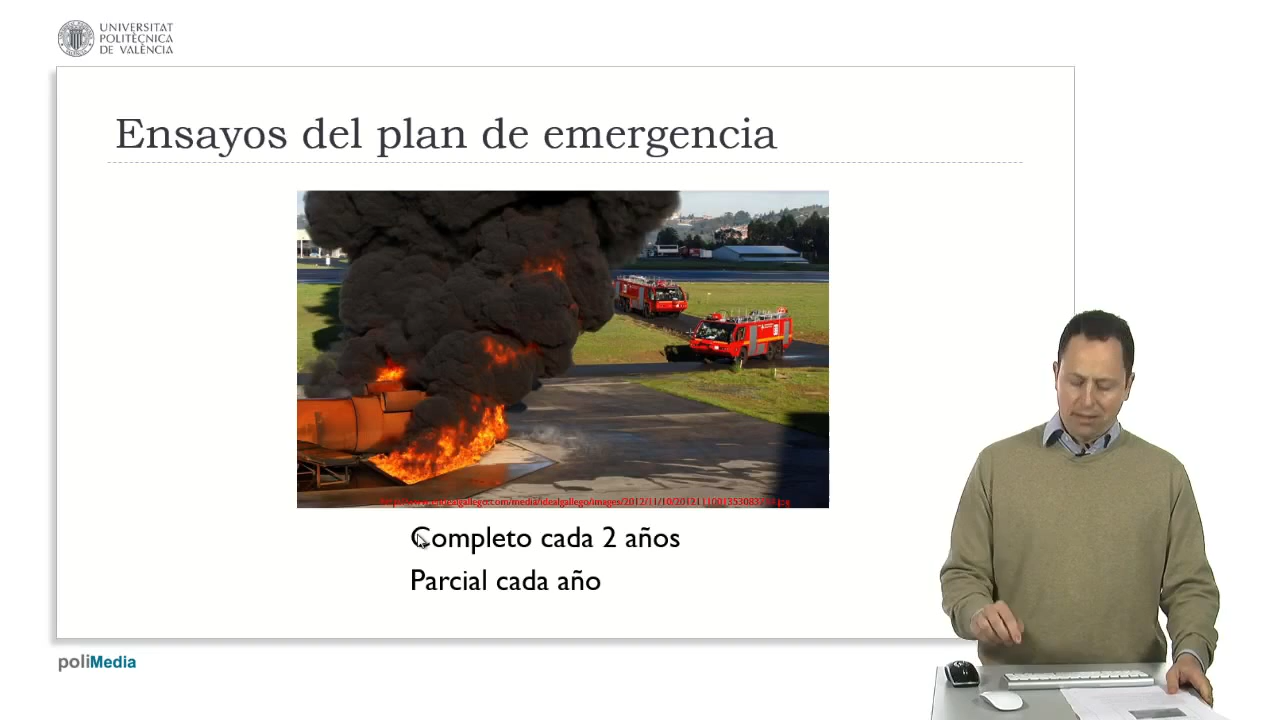 UNIVERSITAT
POLITÈCNICA
DE VALÈNCIA
Ensayos del plan de emergencia
Completo cada 2 años
Parcial cada año
poliMedia